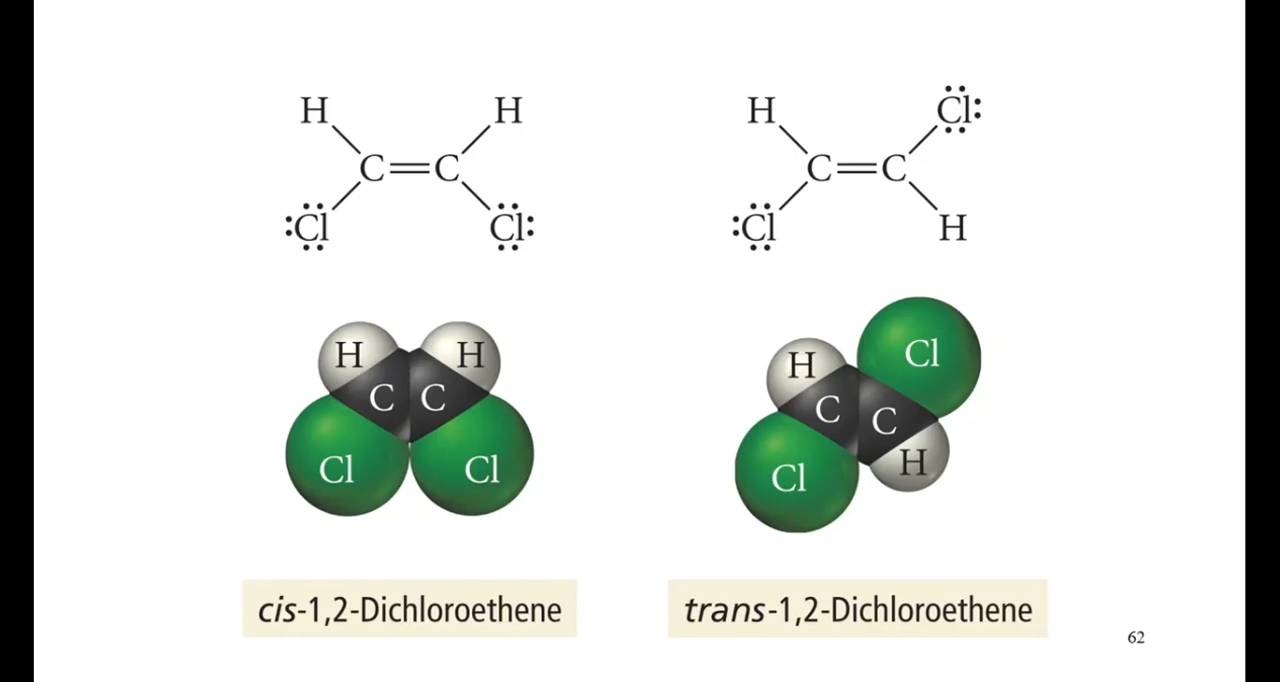 H H H Cl:
C=C C=C
:Cl Cl: :Cl H
H H H Cl
C C C C
Cl Cl Cl H
cis-1,2-Dichloroethene trans-1,2-Dichloroethene
62